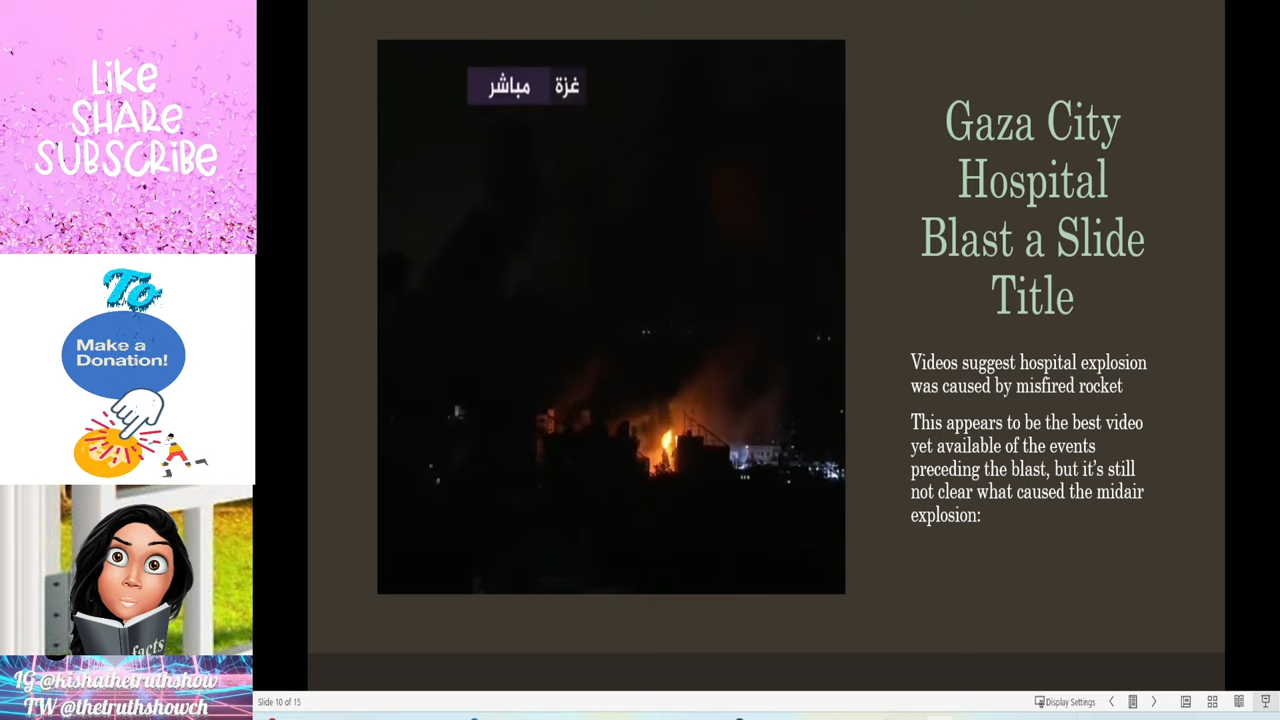 Like
SHARE
SUBSCRIBE
To
Make a
Donation!
facts
IG @kishathetruthshow
TW @thetruthshowch
غزة مباشر
Gaza City
Hospital
Blast a Slide
Title
Videos suggest hospital explosion
was caused by misfired rocket
This appears to be the best video
yet available of the events
preceding the blast, but it’s still
not clear what caused the midair
explosion:
Slide 10 of 15
Display Settings